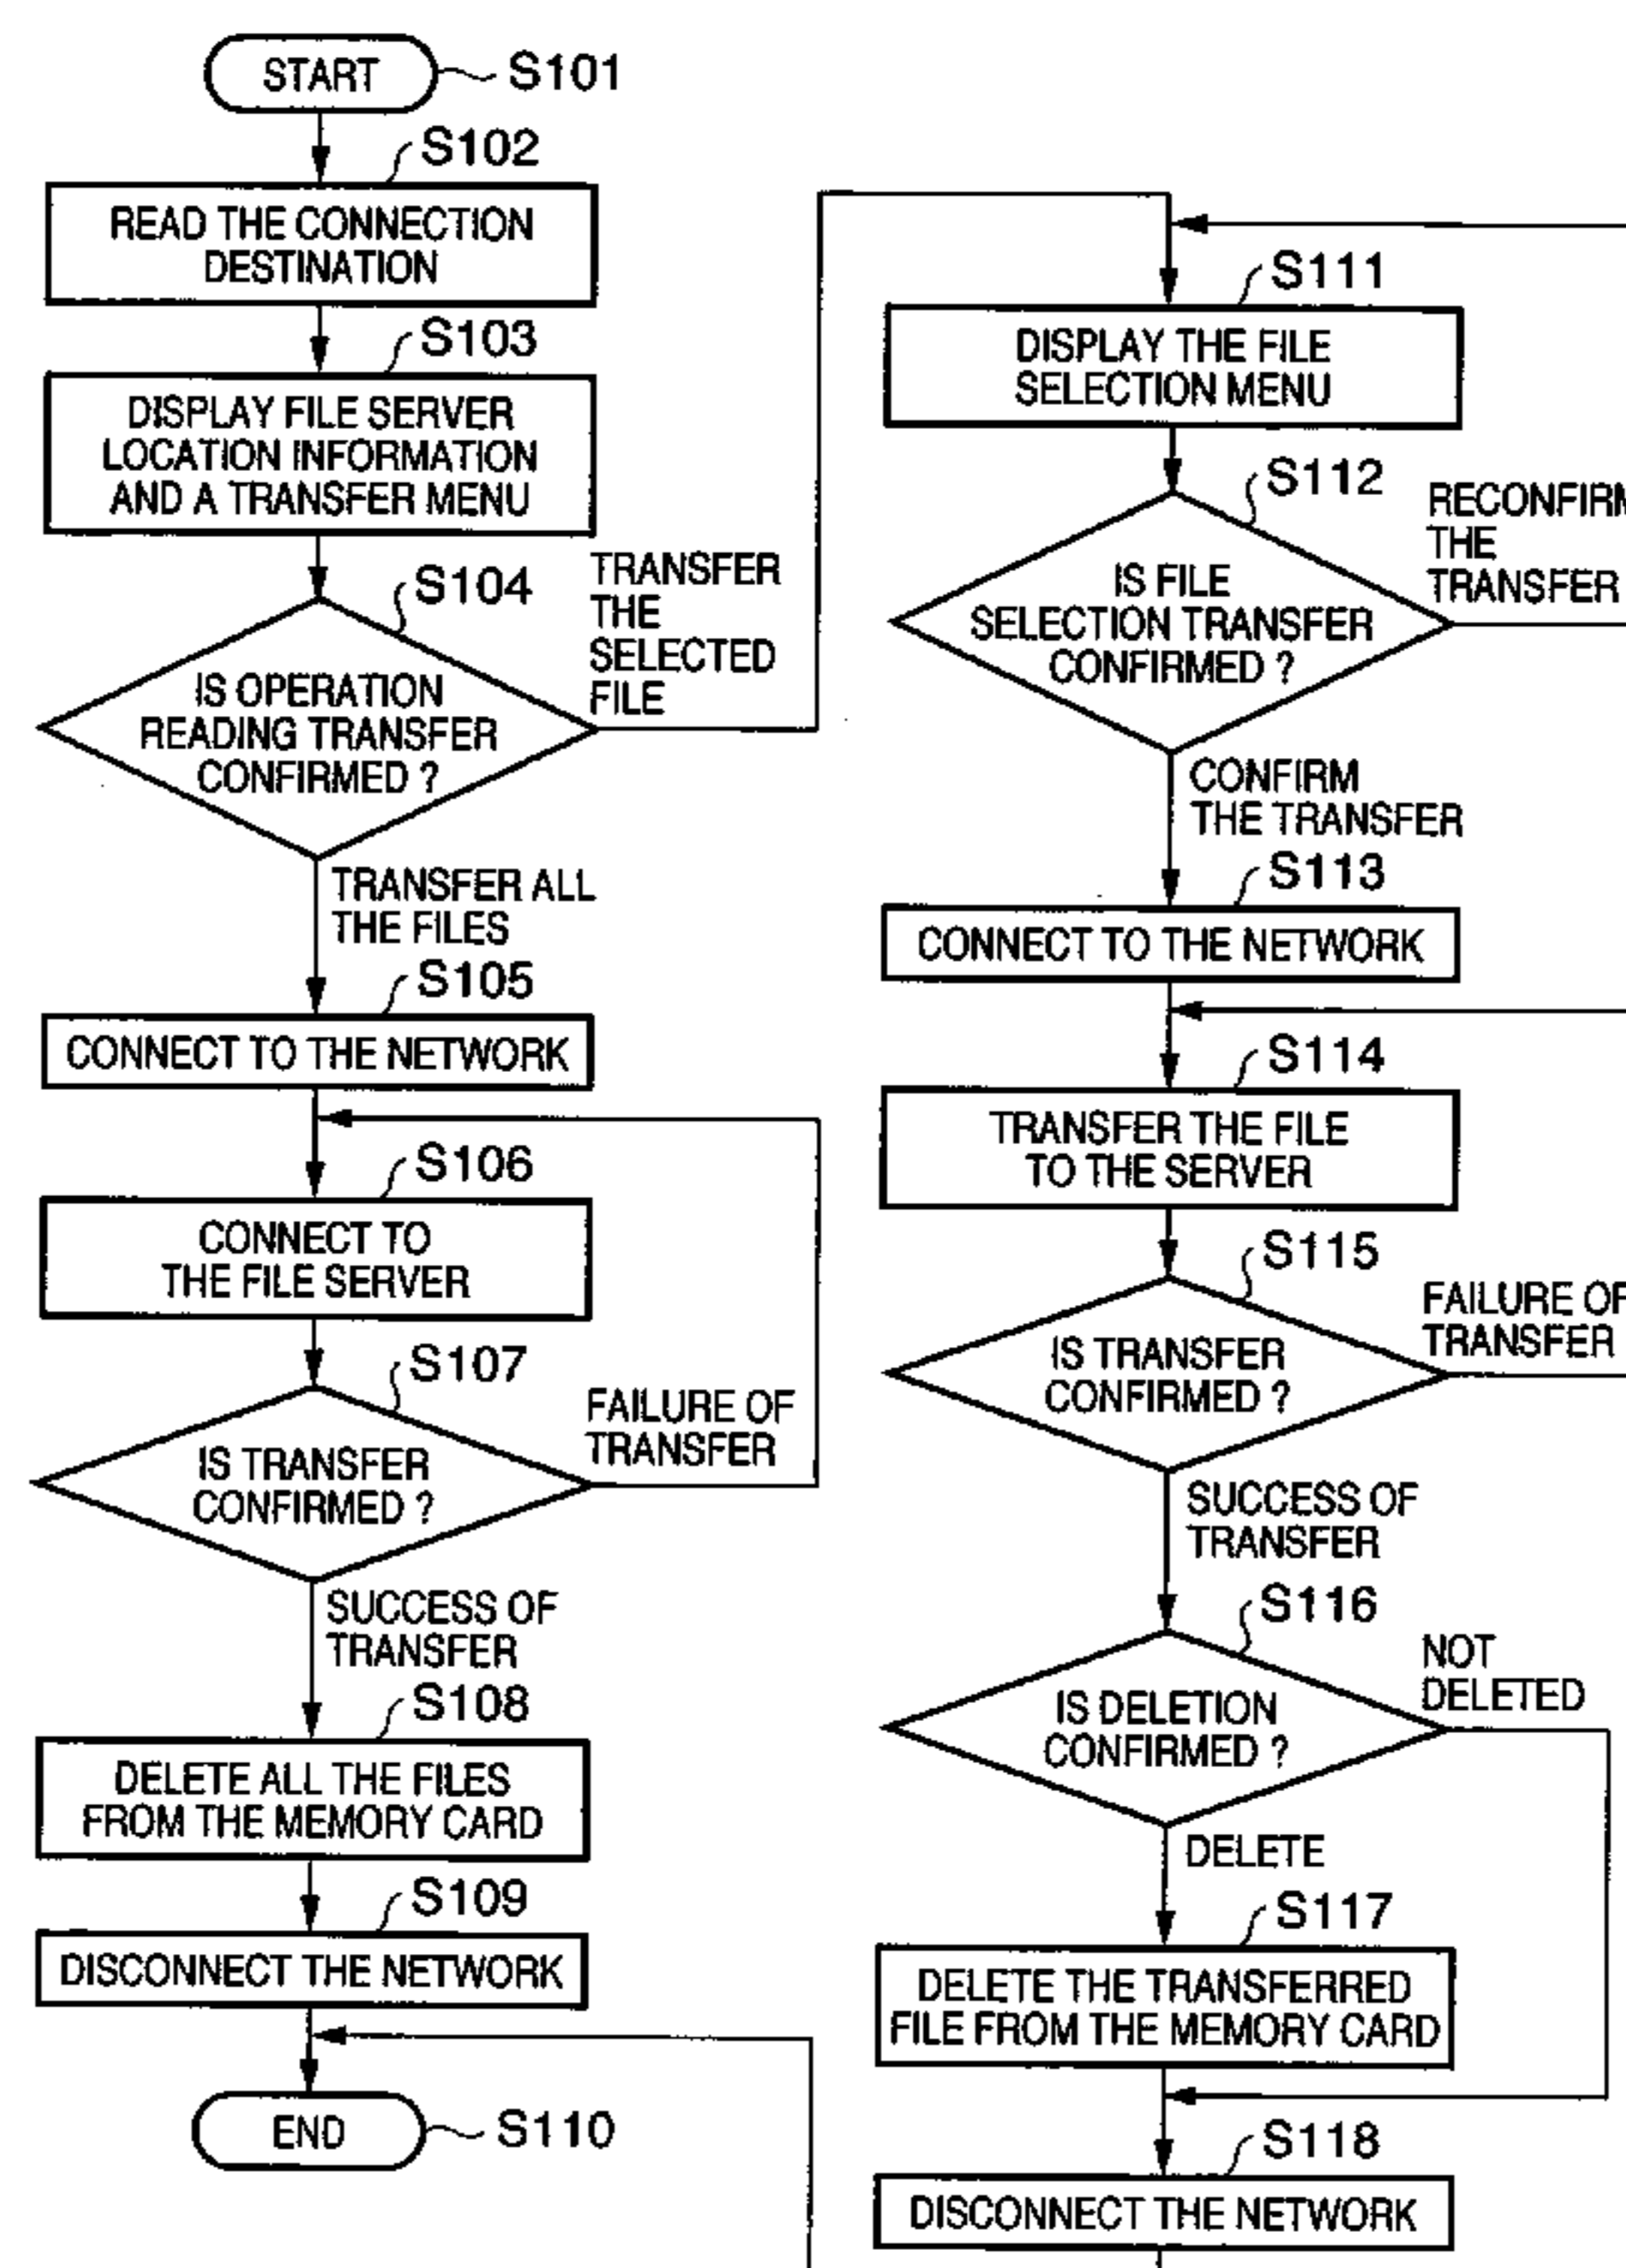 START
S101
S102
READ THE CONNECTION
DESTINATION
S103
DISPLAY FILE SERVER
LOCATION INFORMATION
AND A TRANSFER MENU
S104
IS OPERATION
READING TRANSFER
CONFIRMED ?
TRANSFER
THE
SELECTED
FILE
TRANSFER ALL
THE FILES
S105
CONNECT TO THE NETWORK
S106
CONNECT TO
THE FILE SERVER
S107
IS TRANSFER
CONFIRMED ?
FAILURE OF
TRANSFER
SUCCESS OF
TRANSFER
S108
DELETE ALL THE FILES
FROM THE MEMORY CARD
S109
DISCONNECT THE NETWORK
END
S110
S111
DISPLAY THE FILE
SELECTION MENU
S112
IS FILE
SELECTION TRANSFER
CONFIRMED ?
RECONFIRM
THE
TRANSFER
CONFIRM
THE TRANSFER
S113
CONNECT TO THE NETWORK
S114
TRANSFER THE FILE
TO THE SERVER
S115
IS TRANSFER
CONFIRMED ?
FAILURE OF
TRANSFER
SUCCESS OF
TRANSFER
S116
IS DELETION
CONFIRMED ?
NOT
DELETED
DELETE
S117
DELETE THE TRANSFERRED
FILE FROM THE MEMORY CARD
S118
DISCONNECT THE NETWORK